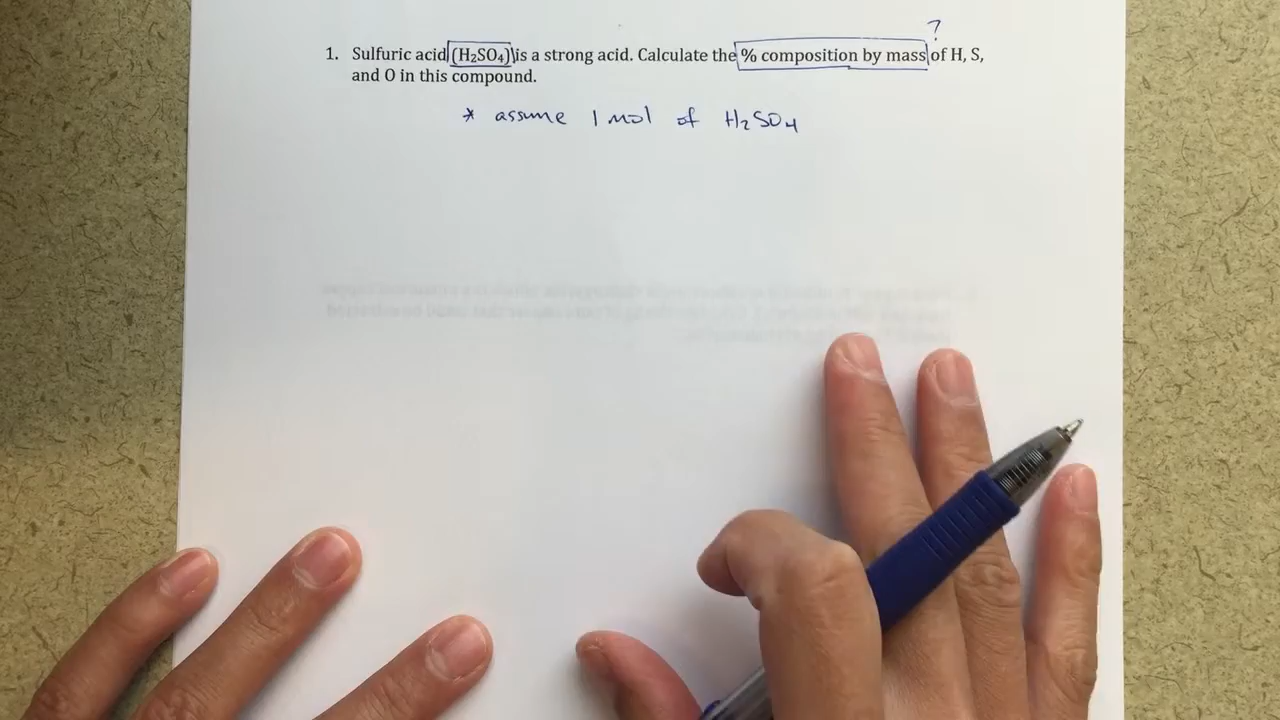 ?
1. Sulfuric acid (H₂SO₄) is a strong acid. Calculate the % composition by mass of H, S,
and O in this compound.
* assume 1 mol of H₂SO₄